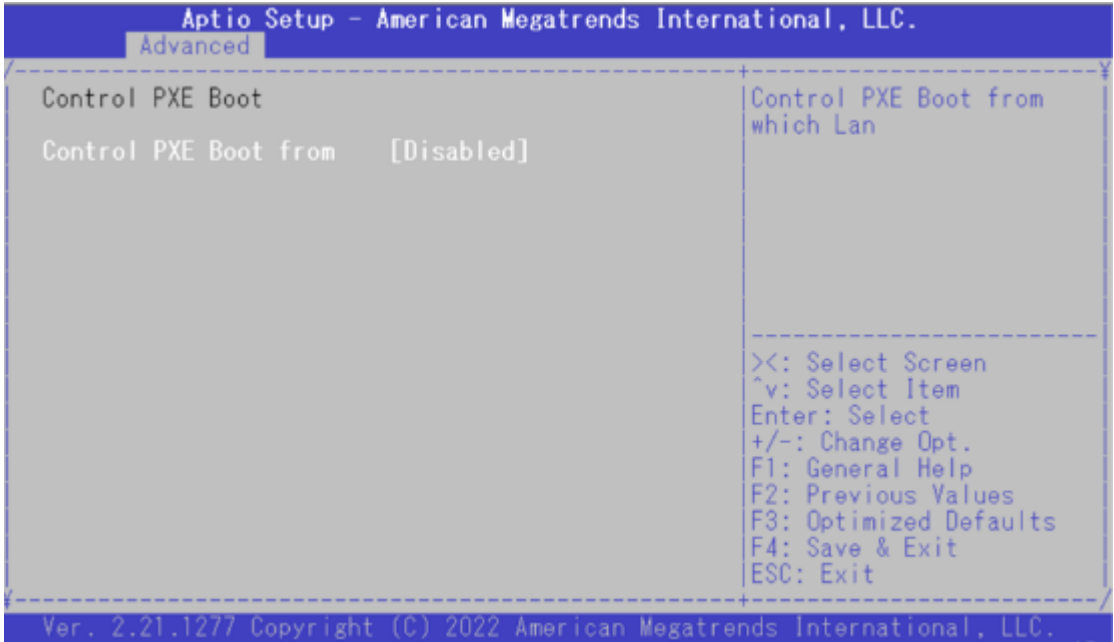 Aptio Setup - American Megatrends International, LLC.
Advanced
Control PXE Boot
Control PXE Boot from [Disabled]
Control PXE Boot from
which Lan
><: Select Screen
^v: Select Item
Enter: Select
+/-: Change Opt.
F1: General Help
F2: Previous Values
F3: Optimized Defaults
F4: Save & Exit
ESC: Exit
Ver. 2.21.1277 Copyright (C) 2022 American Megatrends International, LLC.